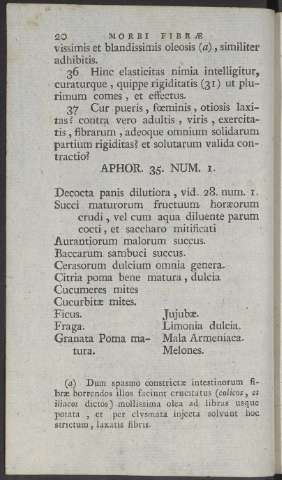 20 MORBI FIBRÆ
vissimis et blandissimis oleosis (a), similiter
adhibitis.
36 Hinc elasticitas nimia intelligitur,
curaturque, quippe rigiditatis (31) ut plu-
rimum comes, et effectus.
37 Cur pueris, fœminis, otiosis laxi-
tas? contra vero adultis, viris, exercita-
tis, fibrarum, adeoque omnium solidarum
partium rigiditas? et solutarum valida con-
tractio?
APHOR. 35. NUM. 1.
Decocta panis dilutiora, vid. 28. num. 1.
Succi maturorum fructuum horæorum
crudi, vel cum aqua diluente parum
cocti, et saccharo mitificati
Aurantiorum malorum succus.
Baccarum sambuci succus.
Cerasorum dulcium omnia genera.
Citria poma bene matura, dulcia
Cucumeres mites
Cucurbitæ mites.
Ficus.
Fraga.
Granata Poma ma-
tura.
Jujubæ.
Limonia dulcia.
Mala Armeniaca.
Melones.
(a) Dum spasmo constrictæ intestinorum fi-
bræ horrendos illos faciunt cruciatus (colicos, et
iliacos dictos) mollissima olea ad libras usque
potata, et per clysmata injecta solvunt hoc
strictum, laxatis fibris.